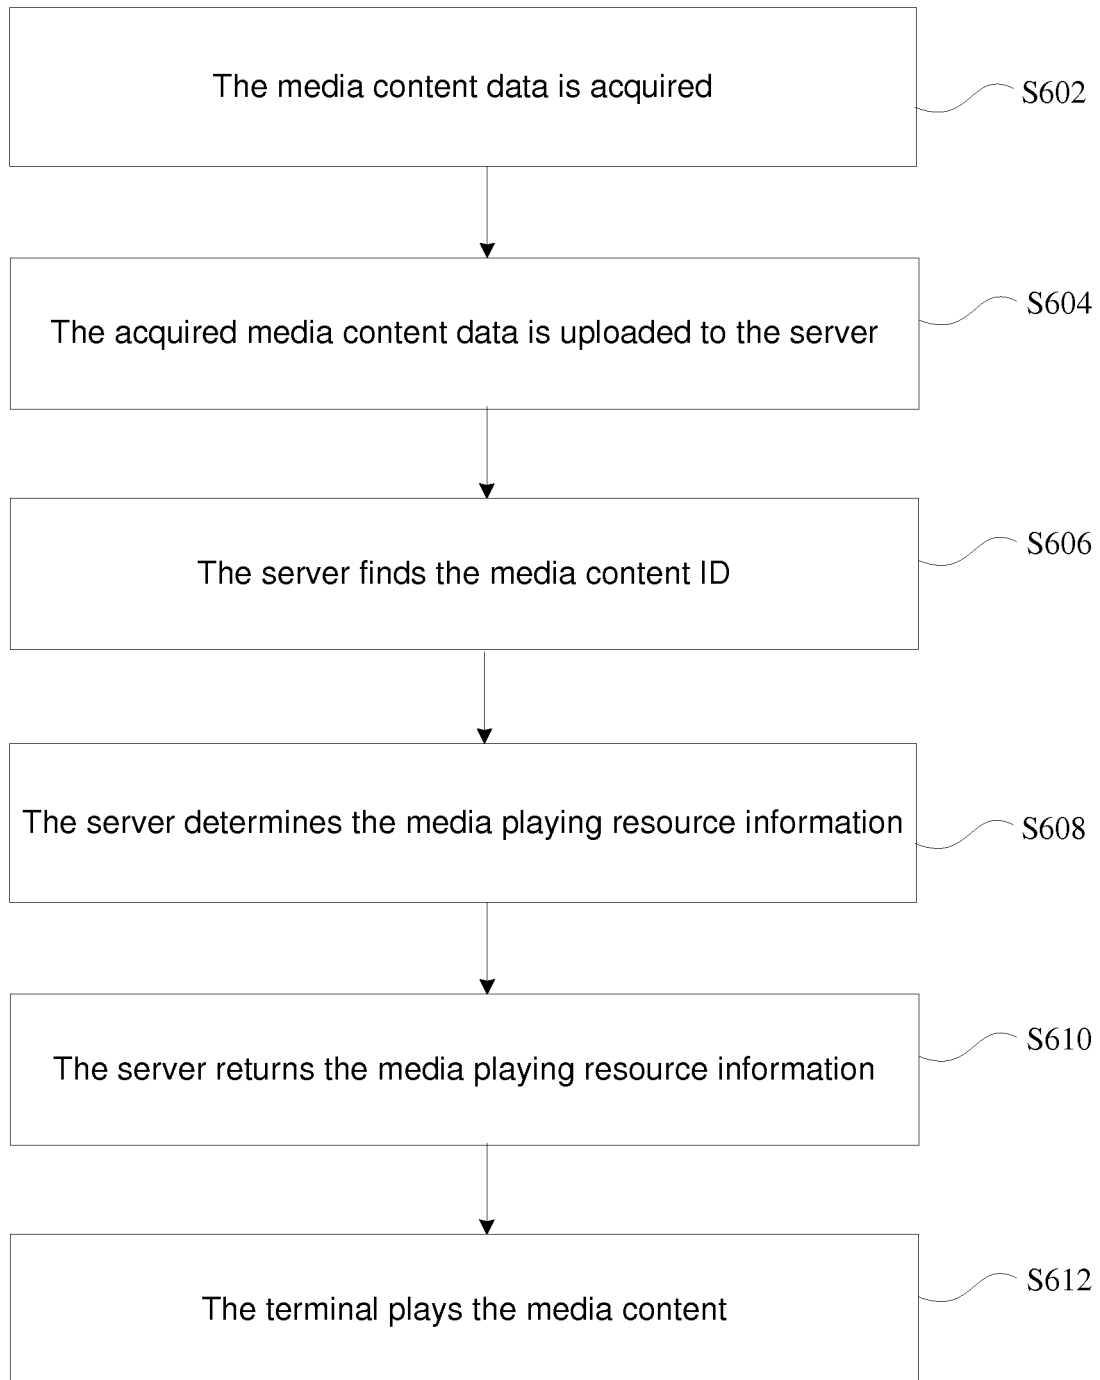 The media content data is acquired
S602
The acquired media content data is uploaded to the server
S604
The server finds the media content ID
S606
The server determines the media playing resource information
S608
The server returns the media playing resource information
S610
The terminal plays the media content
S612